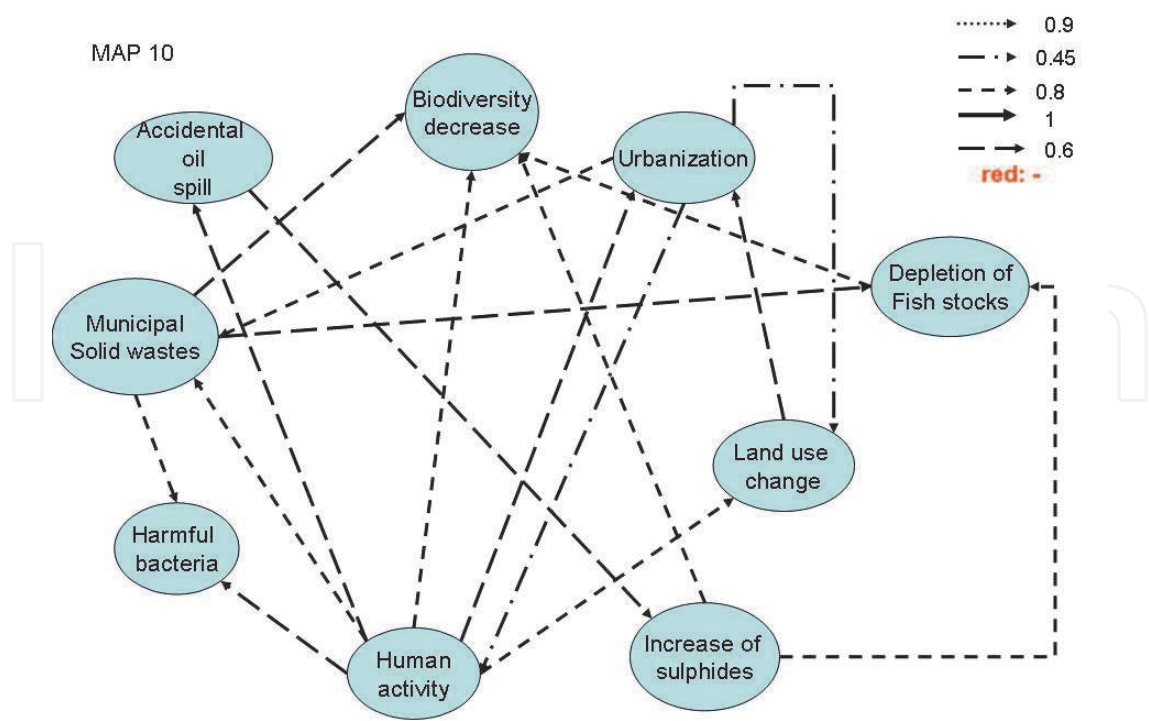 MAP 10
0.9
0.45
0.8
1
0.6
red: -
Biodiversity
decrease
Accidental
oil
spill
Urbanization
Depletion of
Fish stocks
Municipal
Solid wastes
Land use
change
Harmful
bacteria
Human
activity
Increase of
sulphides